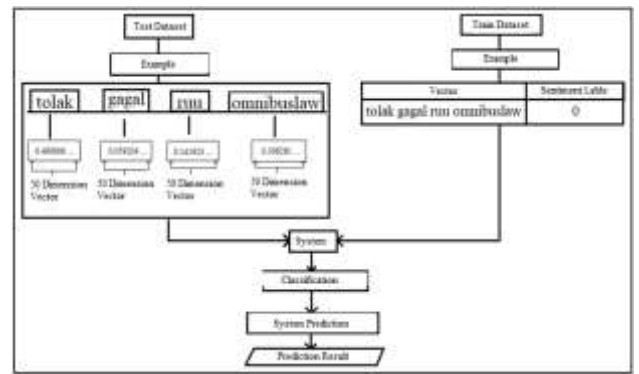 Test Dataset
Example
tolak gagal ruu omnibuslaw
50 Dimension Vector
50 Dimension Vector
50 Dimension Vector
50 Dimension Vector
Train Dataset
Example
Sentiment Lable
tolak gagal ruu omnibuslaw 0
System
Classification
System Prediction
Prediction Result